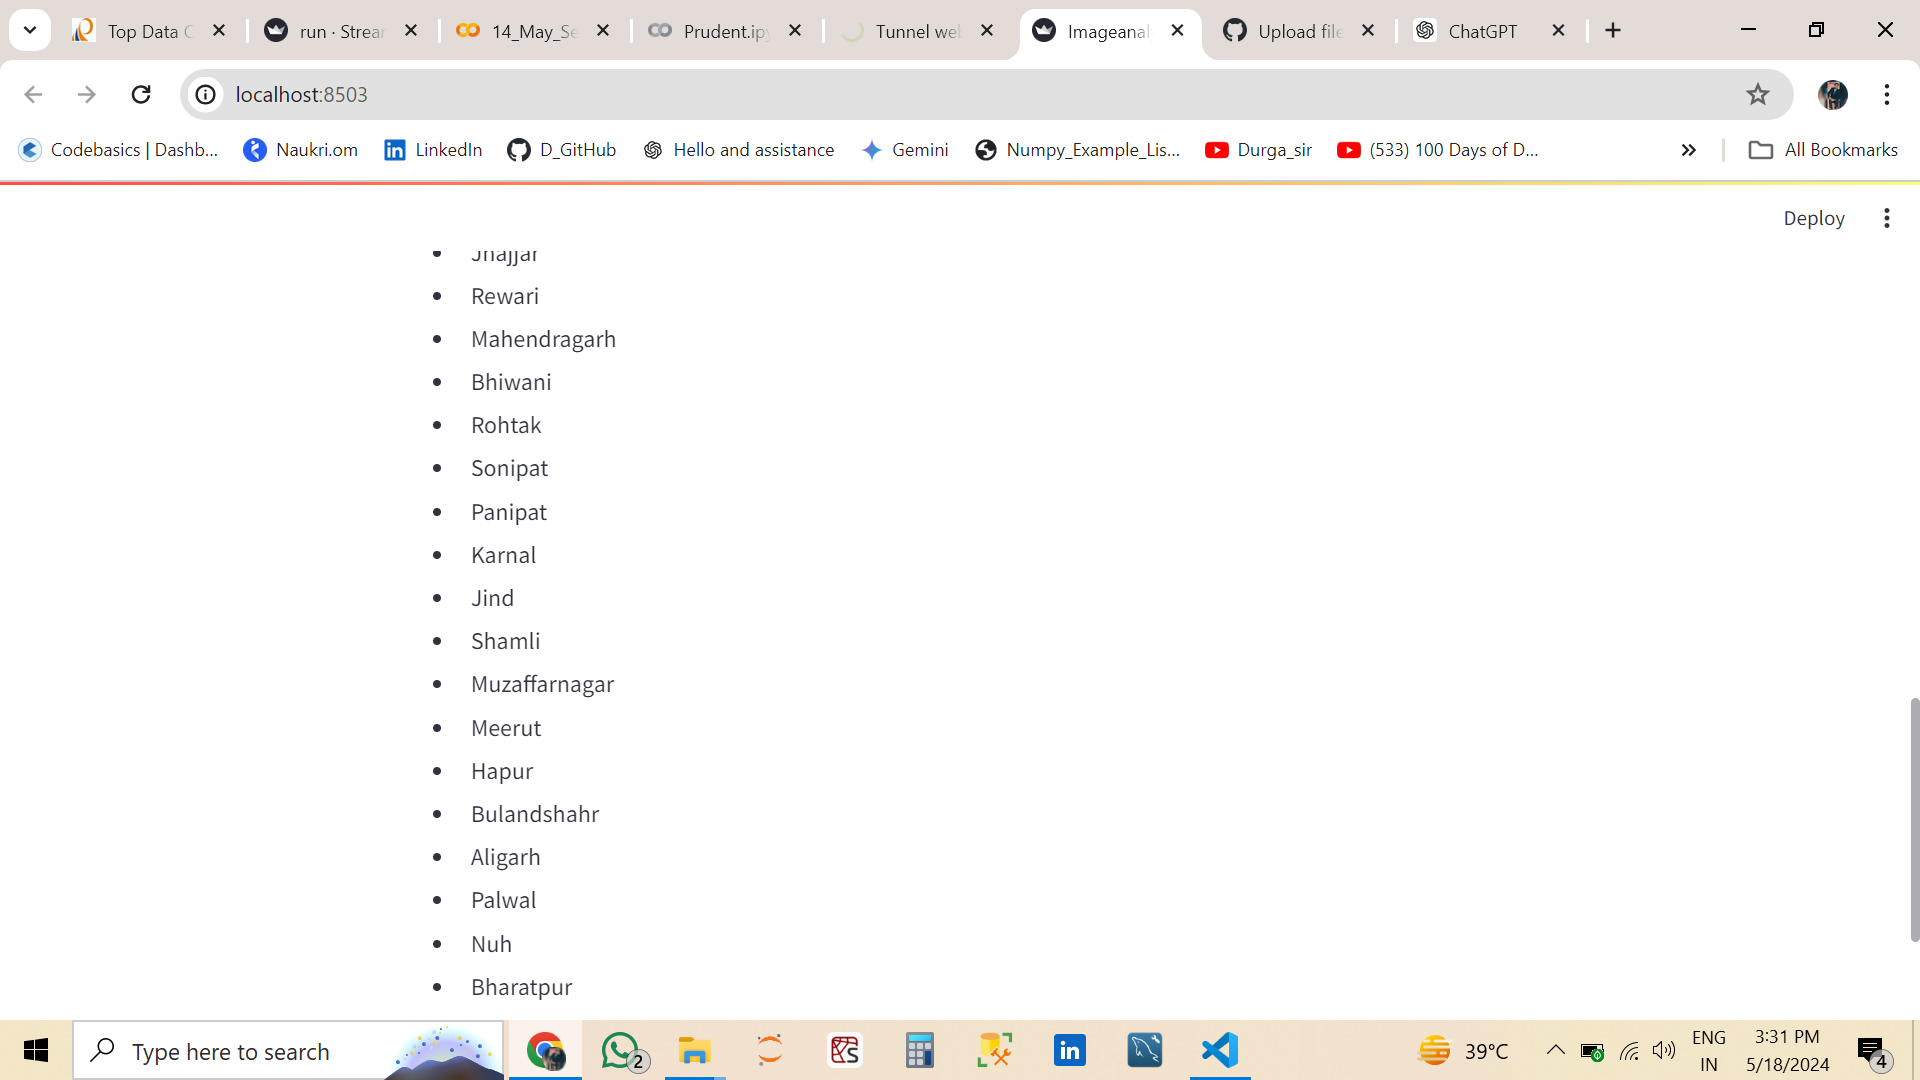 Top Data C
run · Strear
14_May_Se
Prudent.ipy
Tunnel web
Imageanal
Upload file
ChatGPT
localhost:8503
Codebasics | Dashb...
Naukri.om
LinkedIn
D_GitHub
Hello and assistance
Gemini
Numpy_Example_Lis...
Durga_sir
(533) 100 Days of D...
All Bookmarks
Deploy
Jhajjar
Rewari
Mahendragarh
Bhiwani
Rohtak
Sonipat
Panipat
Karnal
Jind
Shamli
Muzaffarnagar
Meerut
Hapur
Bulandshahr
Aligarh
Palwal
Nuh
Bharatpur
Type here to search
2
39°C
ENG
IN
3:31 PM
5/18/2024
4